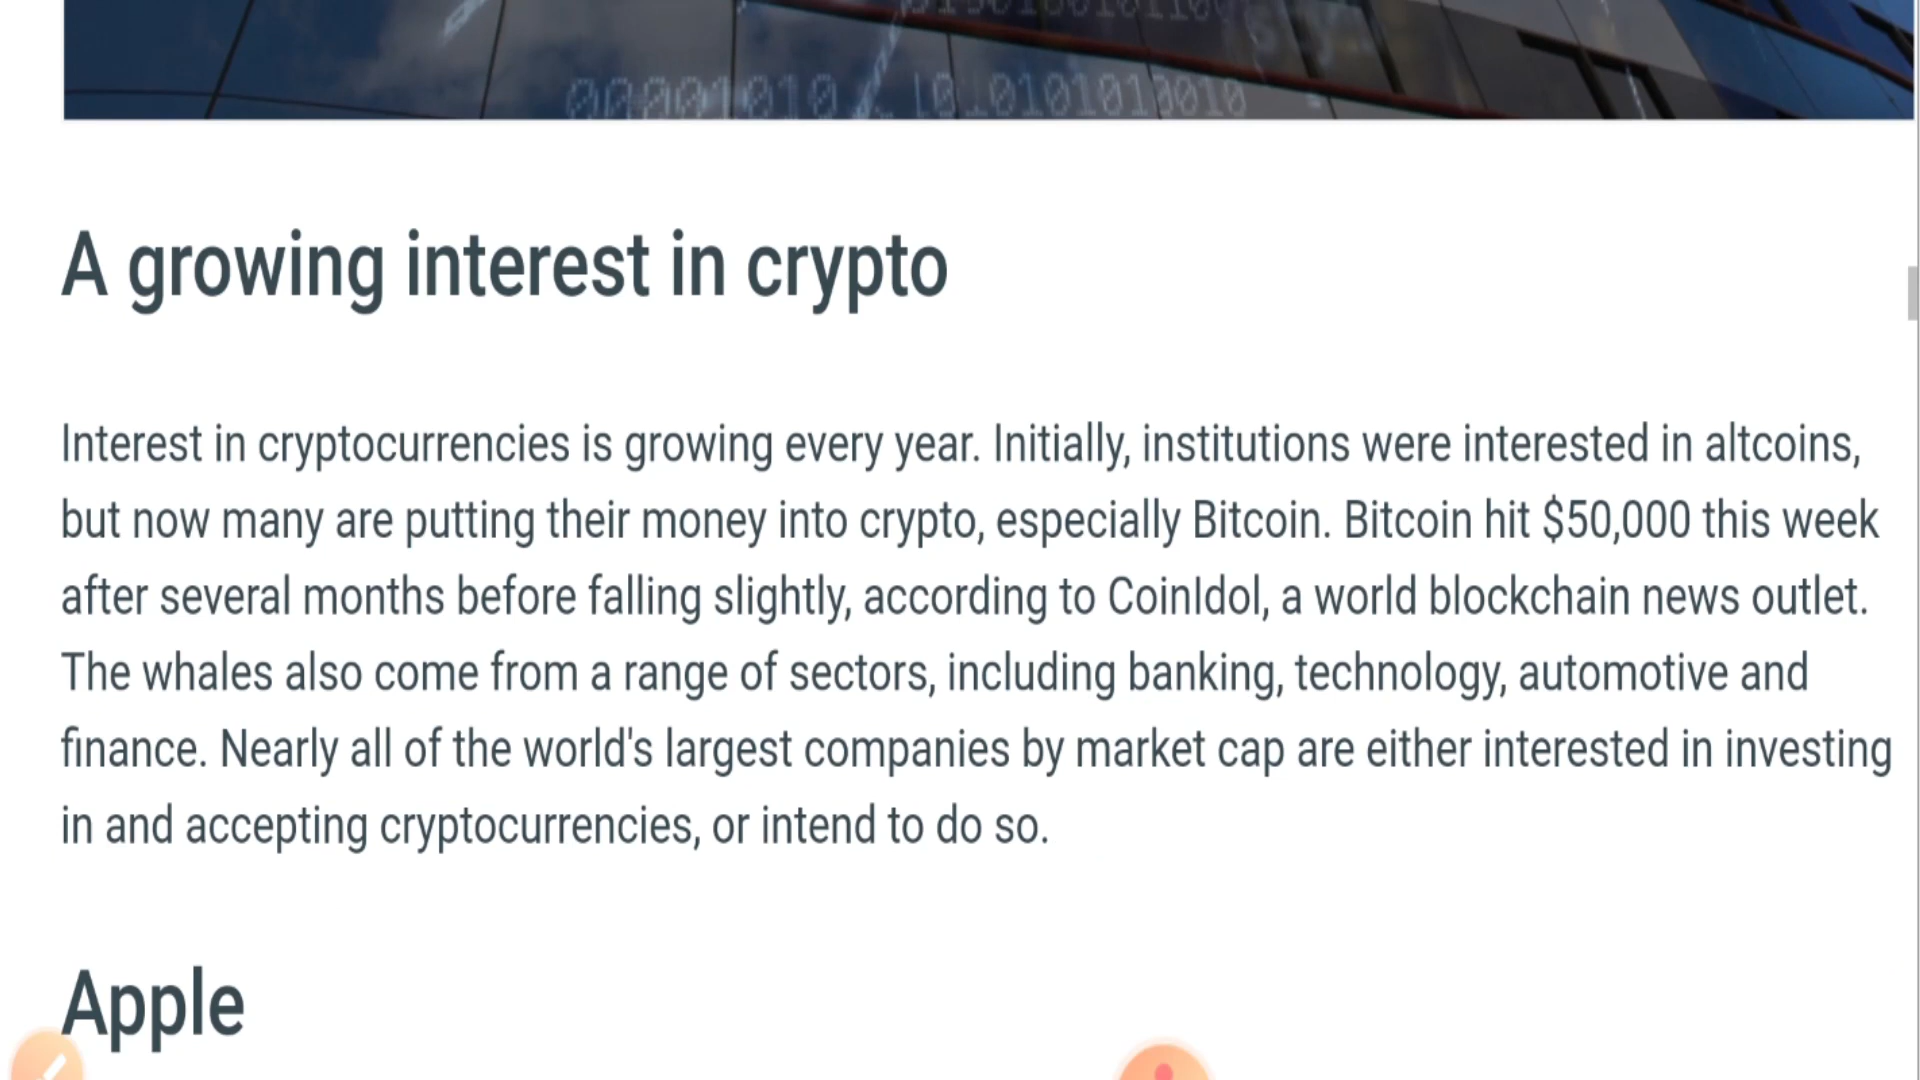 A growing interest in crypto
Interest in cryptocurrencies is growing every year. Initially, institutions were interested in altcoins,
but now many are putting their money into crypto, especially Bitcoin. Bitcoin hit $50,000 this week
after several months before falling slightly, according to CoinIdol, a world blockchain news outlet.
The whales also come from a range of sectors, including banking, technology, automotive and
finance. Nearly all of the world's largest companies by market cap are either interested in investing
in and accepting cryptocurrencies, or intend to do so.
Apple